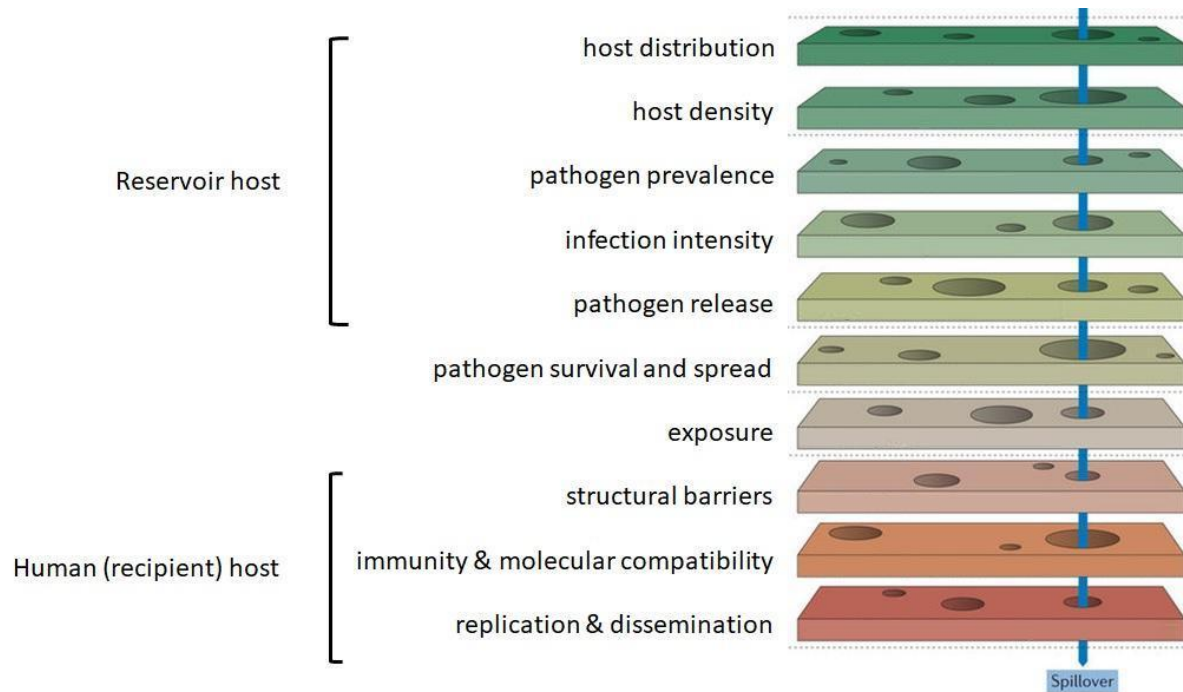 host distribution
host density
pathogen prevalence
Reservoir host
infection intensity
pathogen release
pathogen survival and spread
exposure
structural barriers
immunity & molecular compatibility
Human (recipient) host
replication & dissemination
Spillover